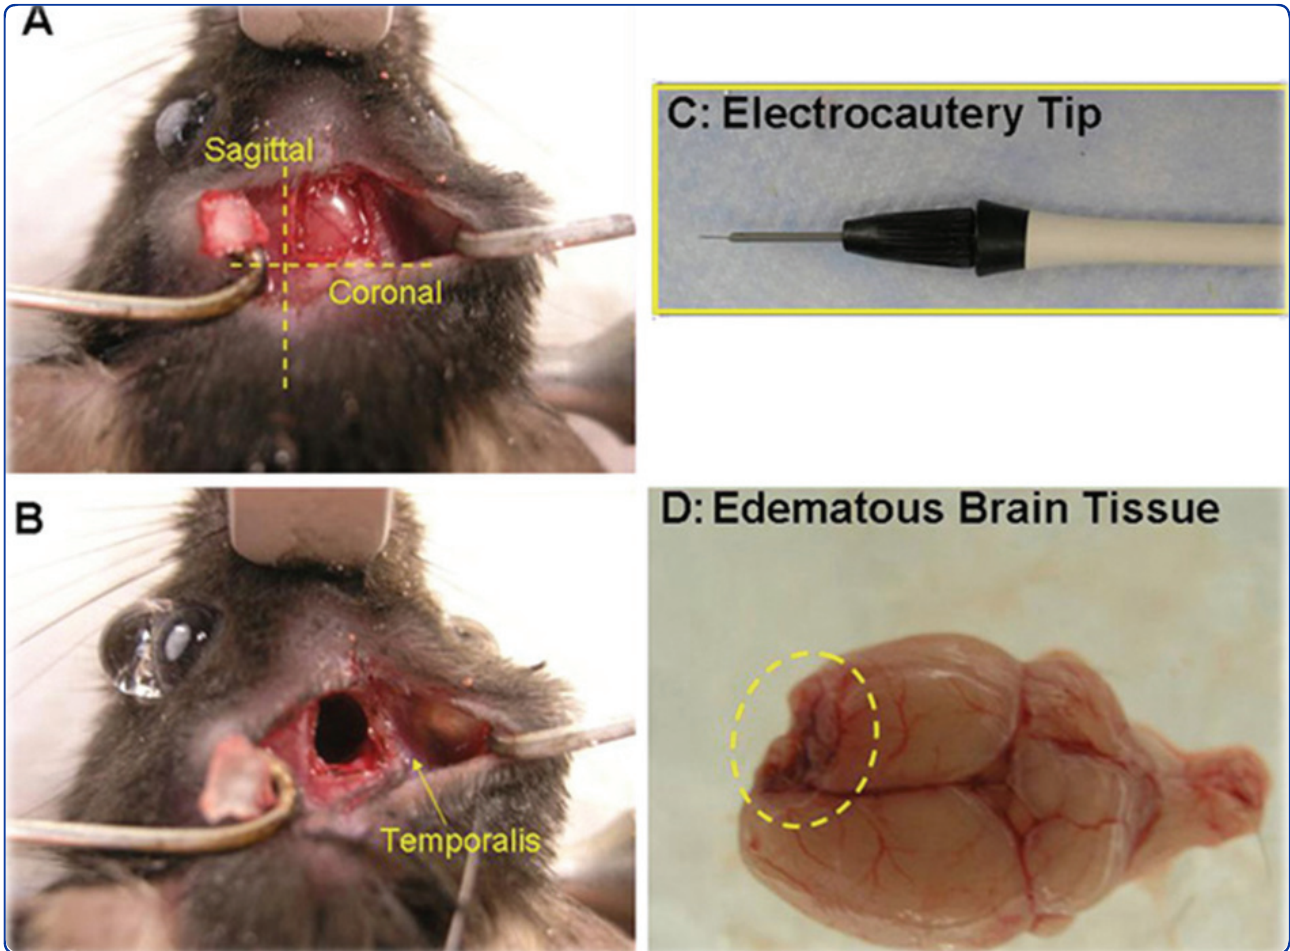 A
Sagittal
Coronal
C: Electrocautery Tip
B
Temporalis
D: Edematous Brain Tissue